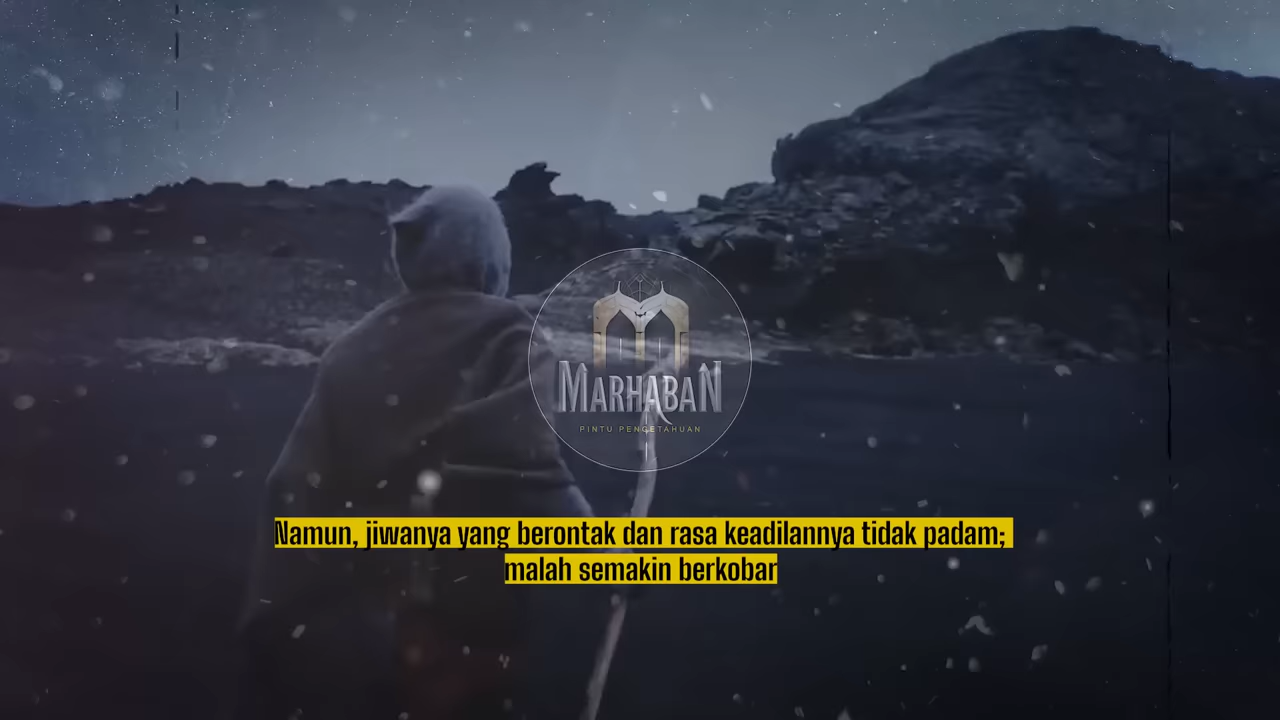 MARHABAN
PINTU PENGETAHUAN
Namun, jiwanya yang berontak dan rasa keadilannya tidak padam;
malah semakin berkobar